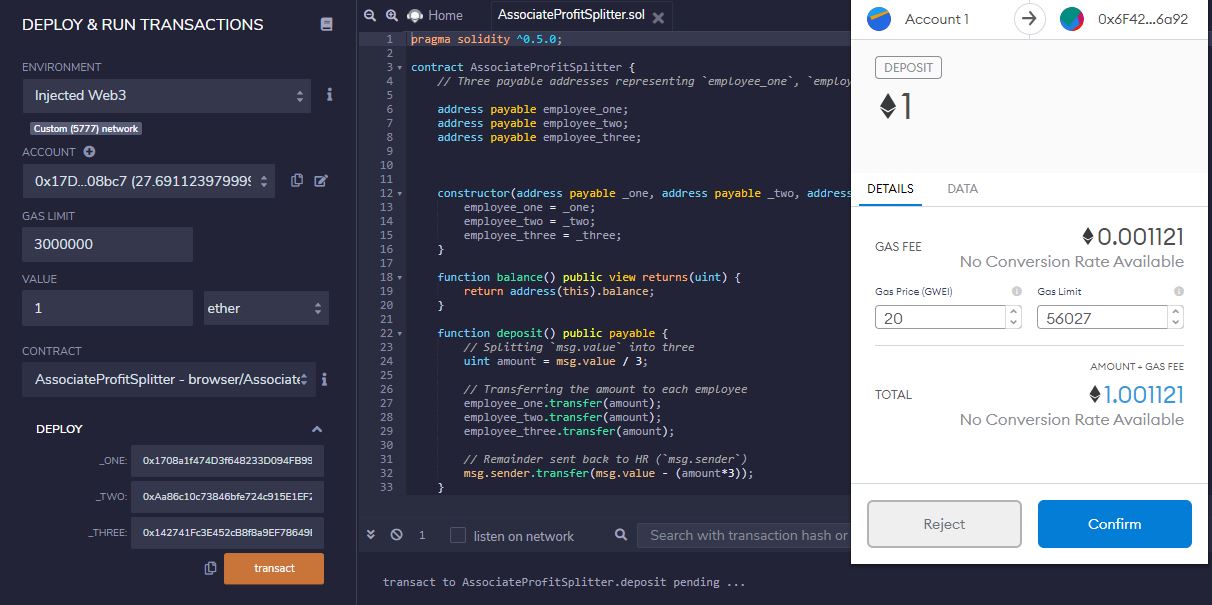 DEPLOY & RUN TRANSACTIONS
ENVIRONMENT
Injected Web3
Custom (5777) network
ACCOUNT
0x17D...08bc7 (27.691123979999
GAS LIMIT
3000000
VALUE
1
ether
CONTRACT
AssociateProfitSplitter - browser/Associate
DEPLOY
_ONE:
0x1708a1f474D3f648233D094FB99
_TWO:
0xAa86c10c73846bfe724c915E1EF2
_THREE:
0x142741Fc3E452cB8f8a9EF78649
transact
Home
AssociateProfitSplitter.sol
1 pragma solidity ^0.5.0;
2
3 contract AssociateProfitSplitter {
4 // Three payable addresses representing `employee_one`, `employ
5
6 address payable employee_one;
7 address payable employee_two;
8 address payable employee_three;
9
10
11
12 constructor(address payable _one, address payable _two, address
13 employee_one = _one;
14 employee_two = _two;
15 employee_three = _three;
16 }
17
18 function balance() public view returns(uint) {
19 return address(this).balance;
20 }
21
22 function deposit() public payable {
23 // Splitting `msg.value` into three
24 uint amount = msg.value / 3;
25
26 // Transferring the amount to each employee
27 employee_one.transfer(amount);
28 employee_two.transfer(amount);
29 employee_three.transfer(amount);
30
31 // Remainder sent back to HR (`msg.sender`)
32 msg.sender.transfer(msg.value - (amount*3));
33 }
1
listen on network
Search with transaction hash or
transact to AssociateProfitSplitter.deposit pending ...
Account 1
0x6F42...6a92
DEPOSIT
1
DETAILS
DATA
GAS FEE
0.001121
No Conversion Rate Available
Gas Price (GWEI)
Gas Limit
20
56027
AMOUNT + GAS FEE
TOTAL
1.001121
No Conversion Rate Available
Reject
Confirm